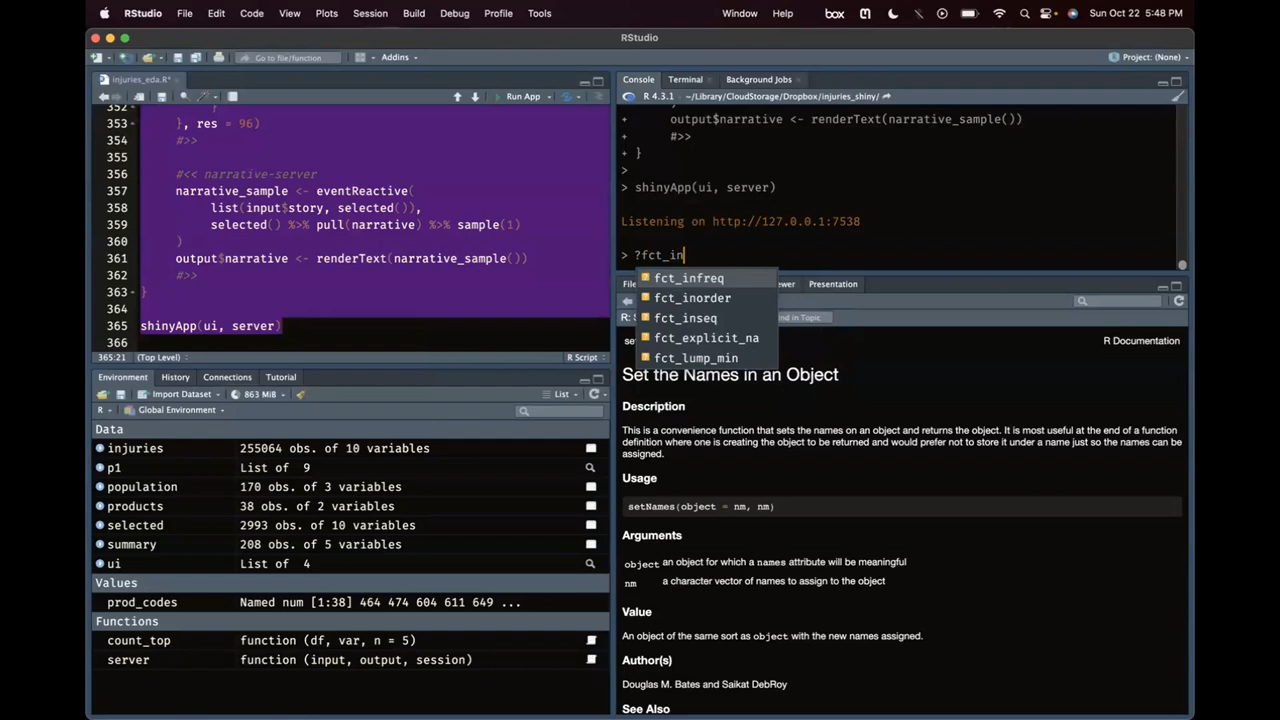 RStudio File Edit Code View Plots Session Build Debug Profile Tools Window Help box Sun Oct 22 5:48 PM
RStudio
Go to file/function Addins Project: (None)
injuries_eda.R*
Run App
352 }
353 }, res = 96)
354 #>>
355
356 #<< narrative-server
357 narrative_sample <- eventReactive(
358 list(input$story, selected()),
359 selected() %>% pull(narrative) %>% sample(1)
360 )
361 output$narrative <- renderText(narrative_sample())
362 #>>
363 }
364
365 shinyApp(ui, server)
366
365:21 (Top Level) R Script
Environment History Connections Tutorial
Import Dataset 863 MiB List
R Global Environment
Data
injuries 255064 obs. of 10 variables
p1 List of 9
population 170 obs. of 3 variables
products 38 obs. of 2 variables
selected 2993 obs. of 10 variables
summary 208 obs. of 5 variables
ui List of 4
Values
prod_codes Named num [1:38] 464 474 604 611 649 ...
Functions
count_top function (df, var, n = 5)
server function (input, output, session)
Console Terminal Background Jobs
R 4.3.1 · ~/Library/CloudStorage/Dropbox/injuries_shiny/
+ }
+ output$narrative <- renderText(narrative_sample())
+ #>>
+ }
>
> shinyApp(ui, server)
Listening on http://127.0.0.1:7538
> ?fct_in
fct_infreq
fct_inorder
fct_inseq
fct_explicit_na
fct_lump_min
Presentation
R Documentation
Set the Names in an Object
Description
This is a convenience function that sets the names on an object and returns the object. It is most useful at the end of a function
definition where one is creating the object to be returned and would prefer not to store it under a name just so the names can be
assigned.
Usage
setNames(object = nm, nm)
Arguments
object an object for which a names attribute will be meaningful
nm a character vector of names to assign to the object
Value
An object of the same sort as object with the new names assigned.
Author(s)
Douglas M. Bates and Saikat DebRoy
See Also